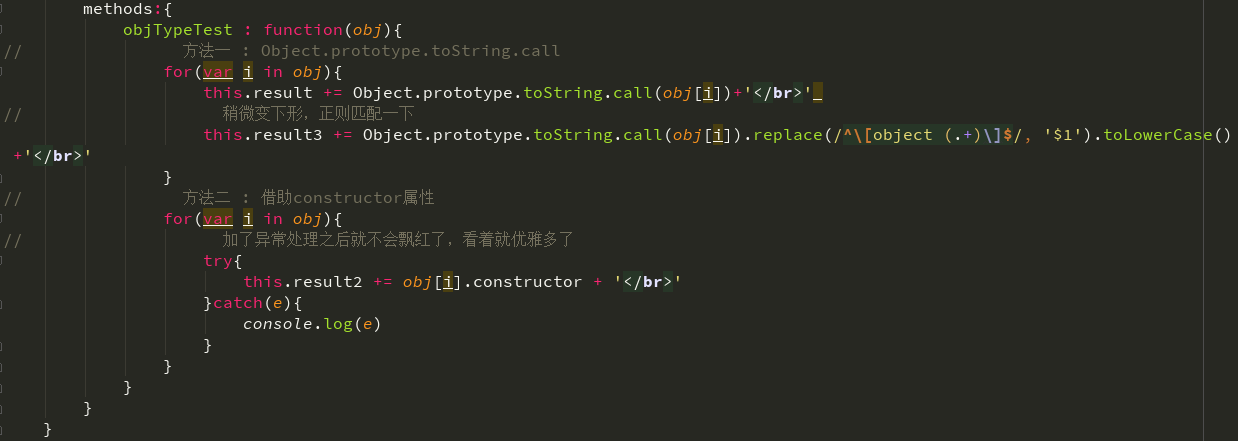 methods:{
objTypeTest : function(obj){
// 方法一 : Object.prototype.toString.call
for(var i in obj){
this.result += Object.prototype.toString.call(obj[i])+'</br>'
// 稍微变下形，正则匹配一下
this.result3 += Object.prototype.toString.call(obj[i]).replace(/^\[object (.+)\]$/, '$1').toLowerCase()
+'</br>'
}
// 方法二 : 借助constructor属性
for(var i in obj){
// 加了异常处理之后就不会飘红了，看着就优雅多了
try{
this.result2 += obj[i].constructor + '</br>'
}catch(e){
console.log(e)
}
}
}
}
}